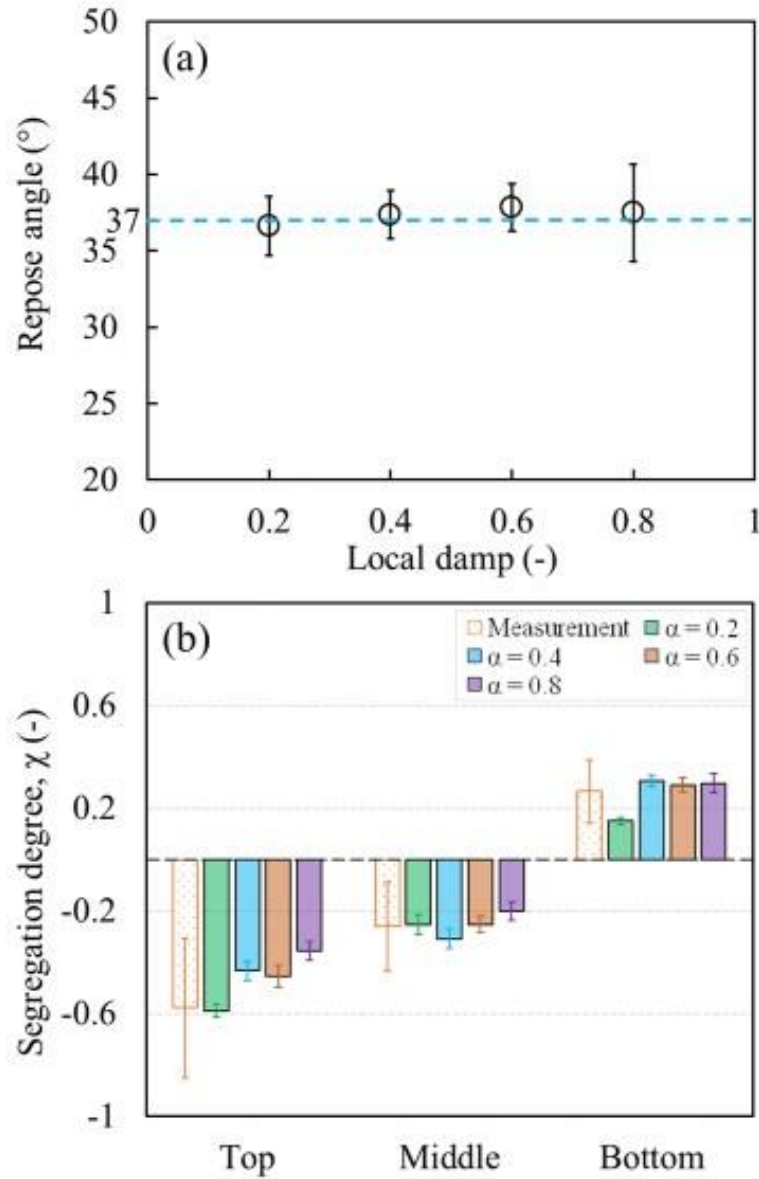 (a)
Repose angle (°)
50
45
40
37
35
30
25
20
0 0.2 0.4 0.6 0.8 1
Local damp (-)
(b)
Segregation degree, χ (-)
1
0.6
0.2
-0.2
-0.6
-1
Measurement α = 0.2
α = 0.4 α = 0.6
α = 0.8
Top Middle Bottom